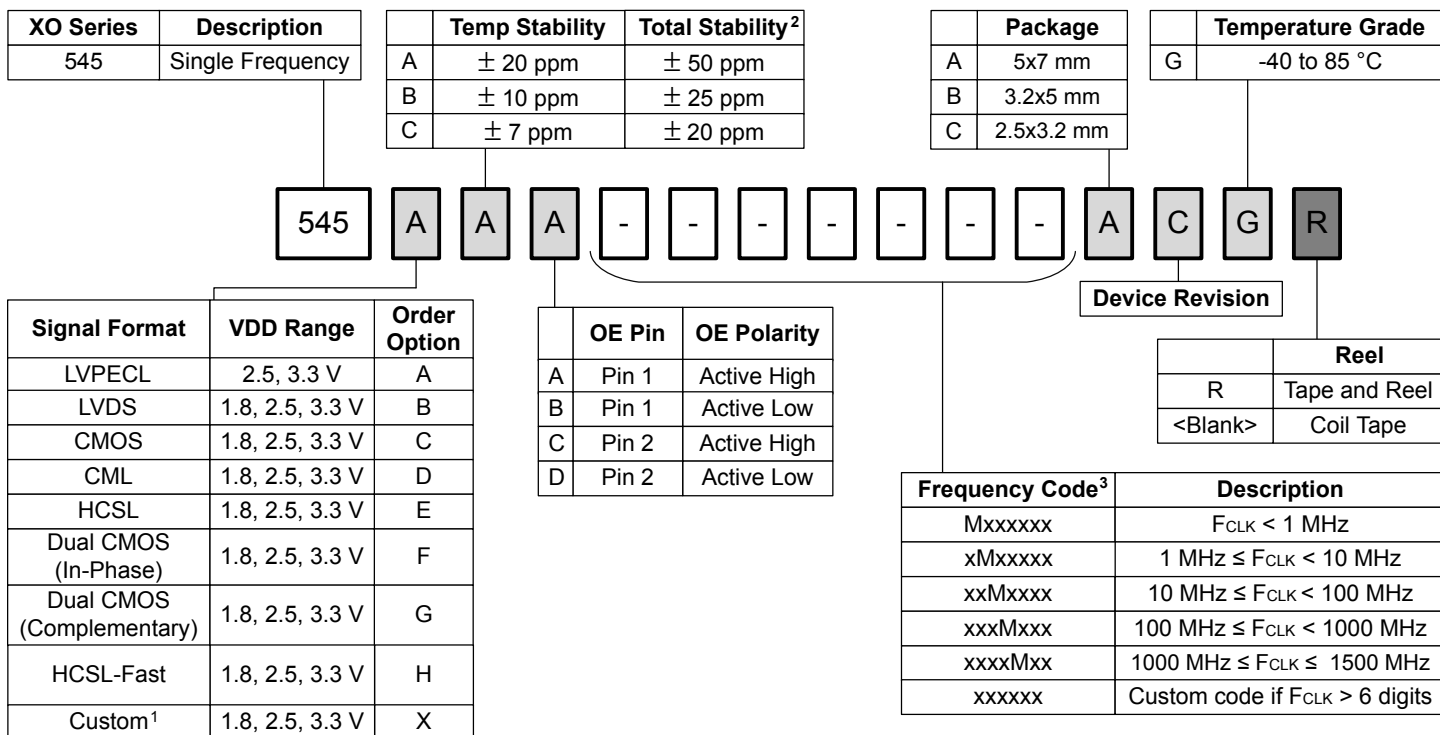 XO Series Description
545 Single Frequency
Temp Stability Total Stability²
A ± 20 ppm ± 50 ppm
B ± 10 ppm ± 25 ppm
C ± 7 ppm ± 20 ppm
Package
A 5x7 mm
B 3.2x5 mm
C 2.5x3.2 mm
Temperature Grade
G -40 to 85 °C
545 A A A - - - - - - - A C G R
Signal Format VDD Range Order Option
LVPECL 2.5, 3.3 V A
LVDS 1.8, 2.5, 3.3 V B
CMOS 1.8, 2.5, 3.3 V C
CML 1.8, 2.5, 3.3 V D
HCSL 1.8, 2.5, 3.3 V E
Dual CMOS
(In-Phase) 1.8, 2.5, 3.3 V F
Dual CMOS
(Complementary) 1.8, 2.5, 3.3 V G
HCSL-Fast 1.8, 2.5, 3.3 V H
Custom¹ 1.8, 2.5, 3.3 V X
OE Pin OE Polarity
A Pin 1 Active High
B Pin 1 Active Low
C Pin 2 Active High
D Pin 2 Active Low
Device Revision
Reel
R Tape and Reel
<Blank> Coil Tape
Frequency Code³ Description
Mxxxxxx FCLK < 1 MHz
xMxxxxx 1 MHz ≤ FCLK < 10 MHz
xxMxxxx 10 MHz ≤ FCLK < 100 MHz
xxxMxxx 100 MHz ≤ FCLK < 1000 MHz
xxxxMxx 1000 MHz ≤ FCLK ≤ 1500 MHz
xxxxxx Custom code if FCLK > 6 digits